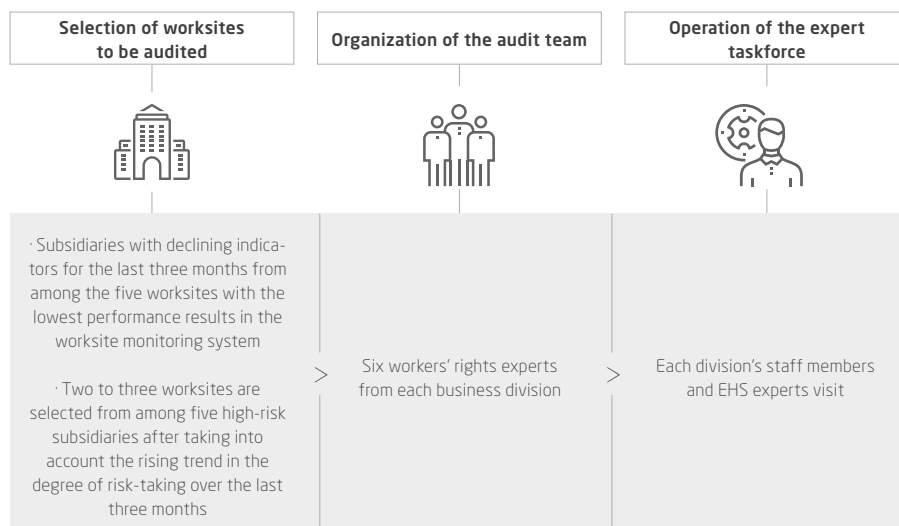 Selection of worksites
to be audited
· Subsidiaries with declining indica-
tors for the last three months from
among the five worksites with the
lowest performance results in the
worksite monitoring system
· Two to three worksites are
selected from among five high-risk
subsidiaries after taking into
account the rising trend in the
degree of risk-taking over the last
three months
>
Organization of the audit team
Six workers' rights experts
from each business division
>
Operation of the expert
taskforce
Each division's staff members
and EHS experts visit